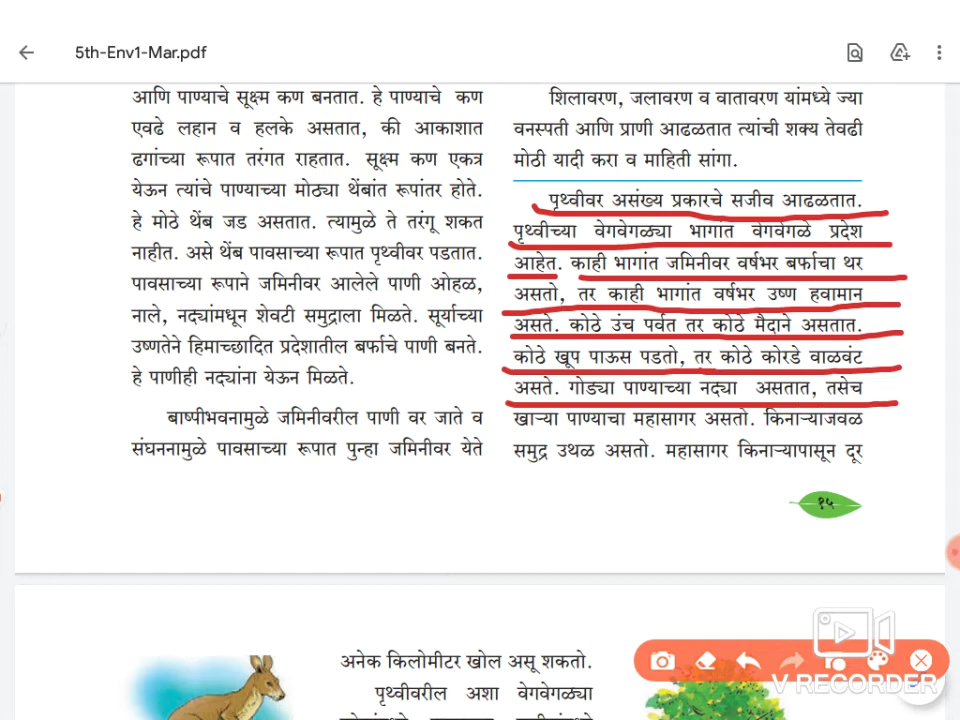 5th-Env1-Mar.pdf
आणि पाण्याचे सूक्ष्म कण बनतात. हे पाण्याचे कण
एवढे लहान व हलके असतात, की आकाशात
ढगांच्या रूपात तरंगत राहतात. सूक्ष्म कण एकत्र
येऊन त्यांचे पाण्याच्या मोठ्या थेंबांत रूपांतर होते.
हे मोठे थेंब जड असतात. त्यामुळे ते तरंगू शकत
नाहीत. असे थेंब पावसाच्या रूपात पृथ्वीवर पडतात.
पावसाच्या रूपाने जमिनीवर आलेले पाणी ओहळ,
नाले, नद्यांमधून शेवटी समुद्राला मिळते. सूर्याच्या
उष्णतेने हिमाच्छादित प्रदेशातील बर्फाचे पाणी बनते.
हे पाणीही नद्यांना येऊन मिळते.
बाष्पीभवनामुळे जमिनीवरील पाणी वर जाते व
संघननामुळे पावसाच्या रूपात पुन्हा जमिनीवर येते
शिलावरण, जलावरण व वातावरण यांमध्ये ज्या
वनस्पती आणि प्राणी आढळतात त्यांची शक्य तेवढी
मोठी यादी करा व माहिती सांगा.
पृथ्वीवर असंख्य प्रकारचे सजीव आढळतात.
पृथ्वीच्या वेगवेगळ्या भागांत वेगवेगळे प्रदेश
आहेत. काही भागांत जमिनीवर वर्षभर बर्फाचा थर
असतो, तर काही भागांत वर्षभर उष्ण हवामान
असते. कोठे उंच पर्वत तर कोठे मैदाने असतात.
कोठे खूप पाऊस पडतो, तर कोठे कोरडे वाळवंट
असते. गोड्या पाण्याच्या नद्या असतात, तसेच
खाऱ्या पाण्याचा महासागर असतो. किनाऱ्याजवळ
समुद्र उथळ असतो. महासागर किनाऱ्यापासून दूर
१५
अनेक किलोमीटर खोल असू शकतो.
पृथ्वीवरील अशा वेगवेगळ्या
V RECORDER